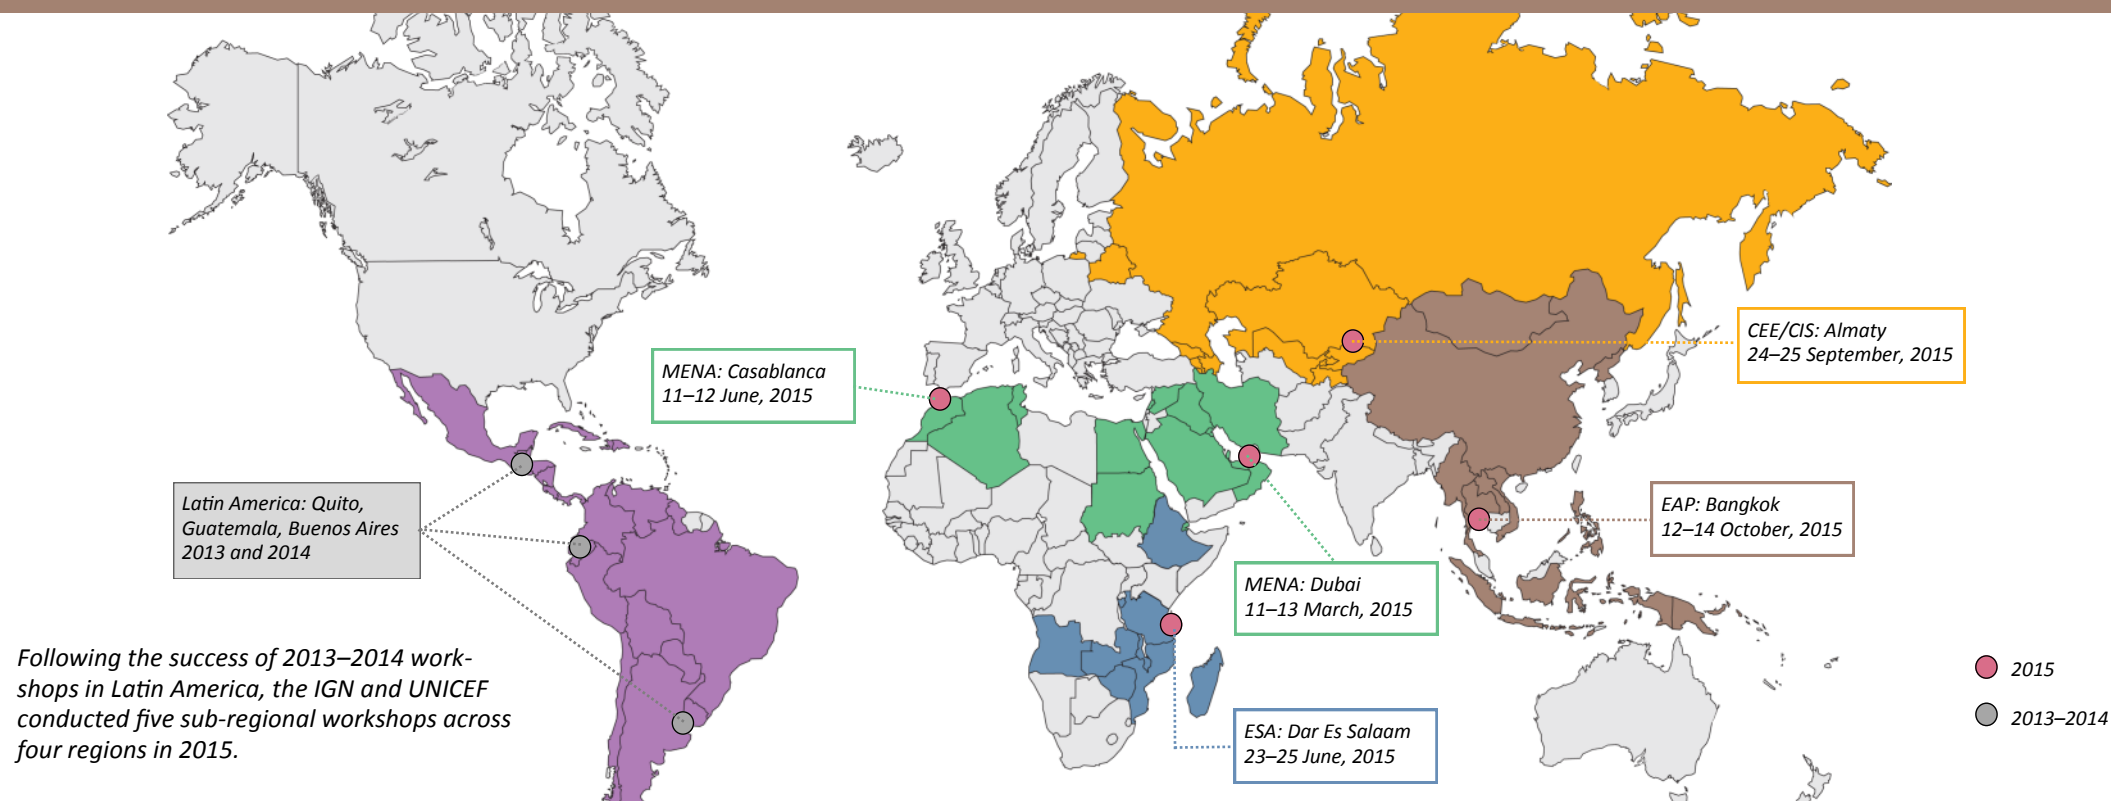 CEE/CIS: Almaty
24–25 September, 2015
MENA: Casablanca
11–12 June, 2015
Latin America: Quito,
Guatemala, Buenos Aires
2013 and 2014
EAP: Bangkok
12–14 October, 2015
MENA: Dubai
11–13 March, 2015
ESA: Dar Es Salaam
23–25 June, 2015
Following the success of 2013–2014 work-
shops in Latin America, the IGN and UNICEF
conducted five sub-regional workshops across
four regions in 2015.
2015
2013–2014